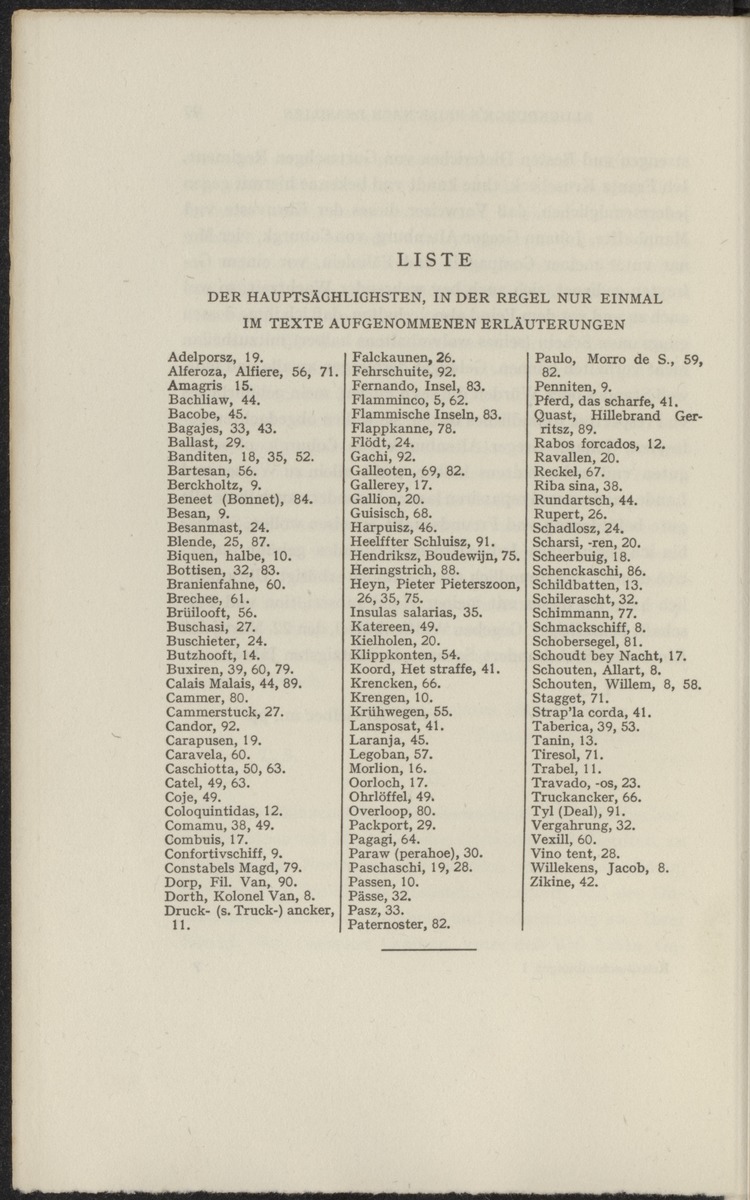 LISTE
DER HAUPTSÄCHLICHSTEN, IN DER REGEL NUR EINMAL
IM TEXTE AUFGENOMMENEN ERLÄUTERUNGEN
Adelporsz, 19.
Alferoza, Alfiere, 56, 71.
Amagris 15.
Bachliaw, 44.
Bacobe, 45.
Bagajes, 33, 43.
Ballast, 29.
Banditen, 18, 35, 52.
Bartesan, 56.
Berckholtz, 9.
Beneet (Bonnet), 84.
Besan, 9.
Besanmast, 24.
Blende, 25, 87.
Biquen, halbe, 10.
Bottisen, 32, 83.
Branienfahne, 60.
Brechee, 61.
Brüilooft, 56.
Buschasi, 27.
Buschieter, 24.
Butzhooft, 14.
Buxiren, 39, 60, 79.
Calais Malais, 44, 89.
Cammer, 80.
Cammerstuck, 27.
Candor, 92.
Carapusen, 19.
Caravela, 60.
Caschiotta, 50, 63.
Catel, 49, 63.
Coje, 49.
Coloquintidas, 12.
Comamu, 38, 49.
Combuis, 17.
Confortivschiff, 9.
Constabels Magd, 79.
Dorp, Fil. Van, 90.
Dorth, Kolonel Van, 8.
Druck- (s. Truck-) ancker,
11.
Falckaunen, 26.
Fehrschuite, 92.
Fernando, Insel, 83.
Flamminco, 5, 62.
Flammische Inseln, 83.
Flappkanne, 78.
Flödt, 24.
Gachi, 92.
Galleoten, 69, 82.
Gallerey, 17.
Gallion, 20.
Guisisch, 68.
Harpuisz, 46.
Heelffter Schluisz, 91.
Hendriksz, Boudewijn, 75.
Heringstrich, 88.
Heyn, Pieter Pieterszoon,
26, 35, 75.
Insulas salarias, 35.
Katereen, 49.
Kielholen, 20.
Klippkonten, 54.
Koord, Het straffe, 41.
Krencken, 66.
Krengen, 10.
Krühwegen, 55.
Lansposat, 41.
Laranja, 45.
Legoban, 57.
Morlion, 16.
Oorloch, 17.
Ohrlöffel, 49.
Overloop, 80.
Packport, 29.
Pagagi, 64.
Paraw (perahoe), 30.
Paschaschi, 19, 28.
Passen, 10.
Pässe, 32.
Pasz, 33.
Paternoster, 82.
Paulo, Morro de S., 59,
82.
Penniten, 9.
Pferd, das scharfe, 41.
Quast, Hillebrand Ger-
ritsz, 89.
Rabos forcados, 12.
Ravallen, 20.
Reckel, 67.
Riba sina, 38.
Rundartsch, 44.
Rupert, 26.
Schadlosz, 24.
Scharsi, -ren, 20.
Scheerbuig, 18.
Schenckaschi, 86.
Schildbatten, 13.
Schilerascht, 32.
Schimmann, 77.
Schmackschiff, 8.
Schobersegel, 81.
Schoudt bey Nacht, 17.
Schouten, Allart, 8.
Schouten, Willem, 8, 58.
Stagget, 71.
Strap'la corda, 41.
Taberica, 39, 53.
Tanin, 13.
Tiresol, 71.
Trabel, 11.
Travado, -os, 23.
Truckancker, 66.
Tyl (Deal), 91.
Vergahrung, 32.
Vexill, 60.
Vino tent, 28.
Willekens, Jacob, 8.
Zikine, 42.